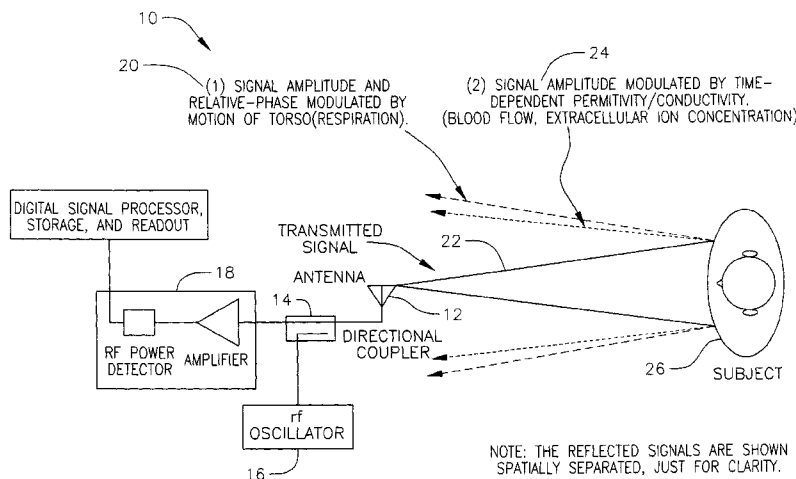 10
20
(1) SIGNAL AMPLITUDE AND
RELATIVE-PHASE MODULATED BY
MOTION OF TORSO(RESPIRATION).
24
(2) SIGNAL AMPLITUDE MODULATED BY TIME-
DEPENDENT PERMITIVITY/CONDUCTIVITY.
(BLOOD FLOW, EXTRACELLULAR ION CONCENTRATION)
DIGITAL SIGNAL PROCESSOR,
STORAGE, AND READOUT
TRANSMITTED
SIGNAL
22
ANTENNA
12
18
14
DIRECTIONAL
COUPLER
RF POWER
DETECTOR
AMPLIFIER
rf
OSCILLATOR
16
26
SUBJECT
NOTE: THE REFLECTED SIGNALS ARE SHOWN
SPATIALLY SEPARATED, JUST FOR CLARITY.